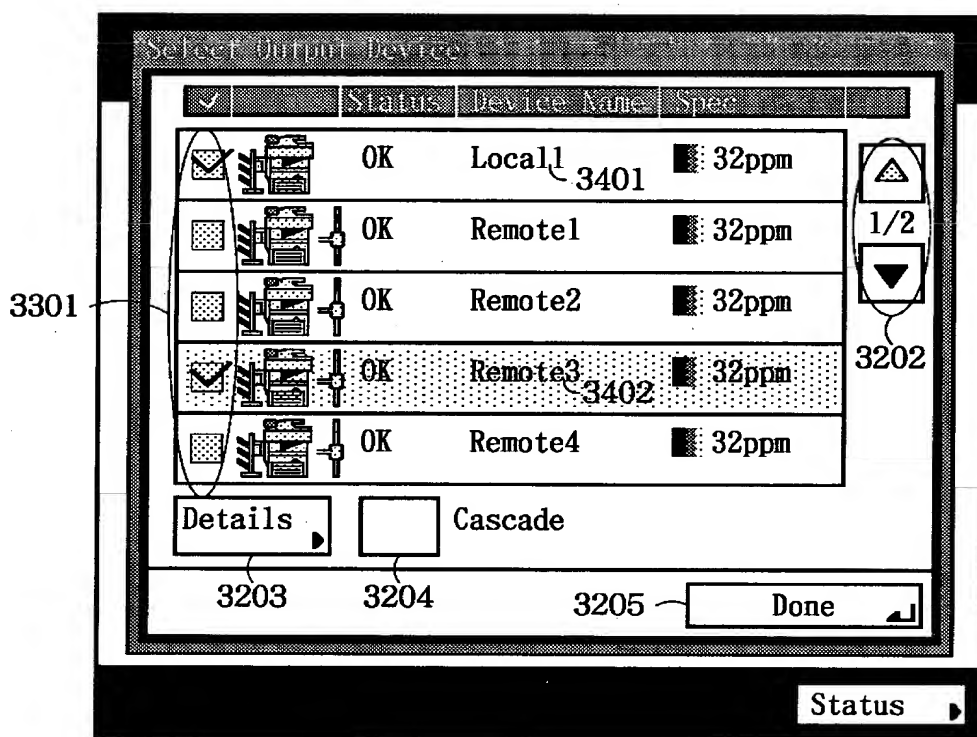 Select Output Device
Status Device Name Spec
OK Local1 32ppm
3401
OK Remote1 32ppm
1/2
OK Remote2 32ppm
3301
3202
OK Remote3 32ppm
3402
OK Remote4 32ppm
Details Cascade
3203 3204 3205 Done
Status